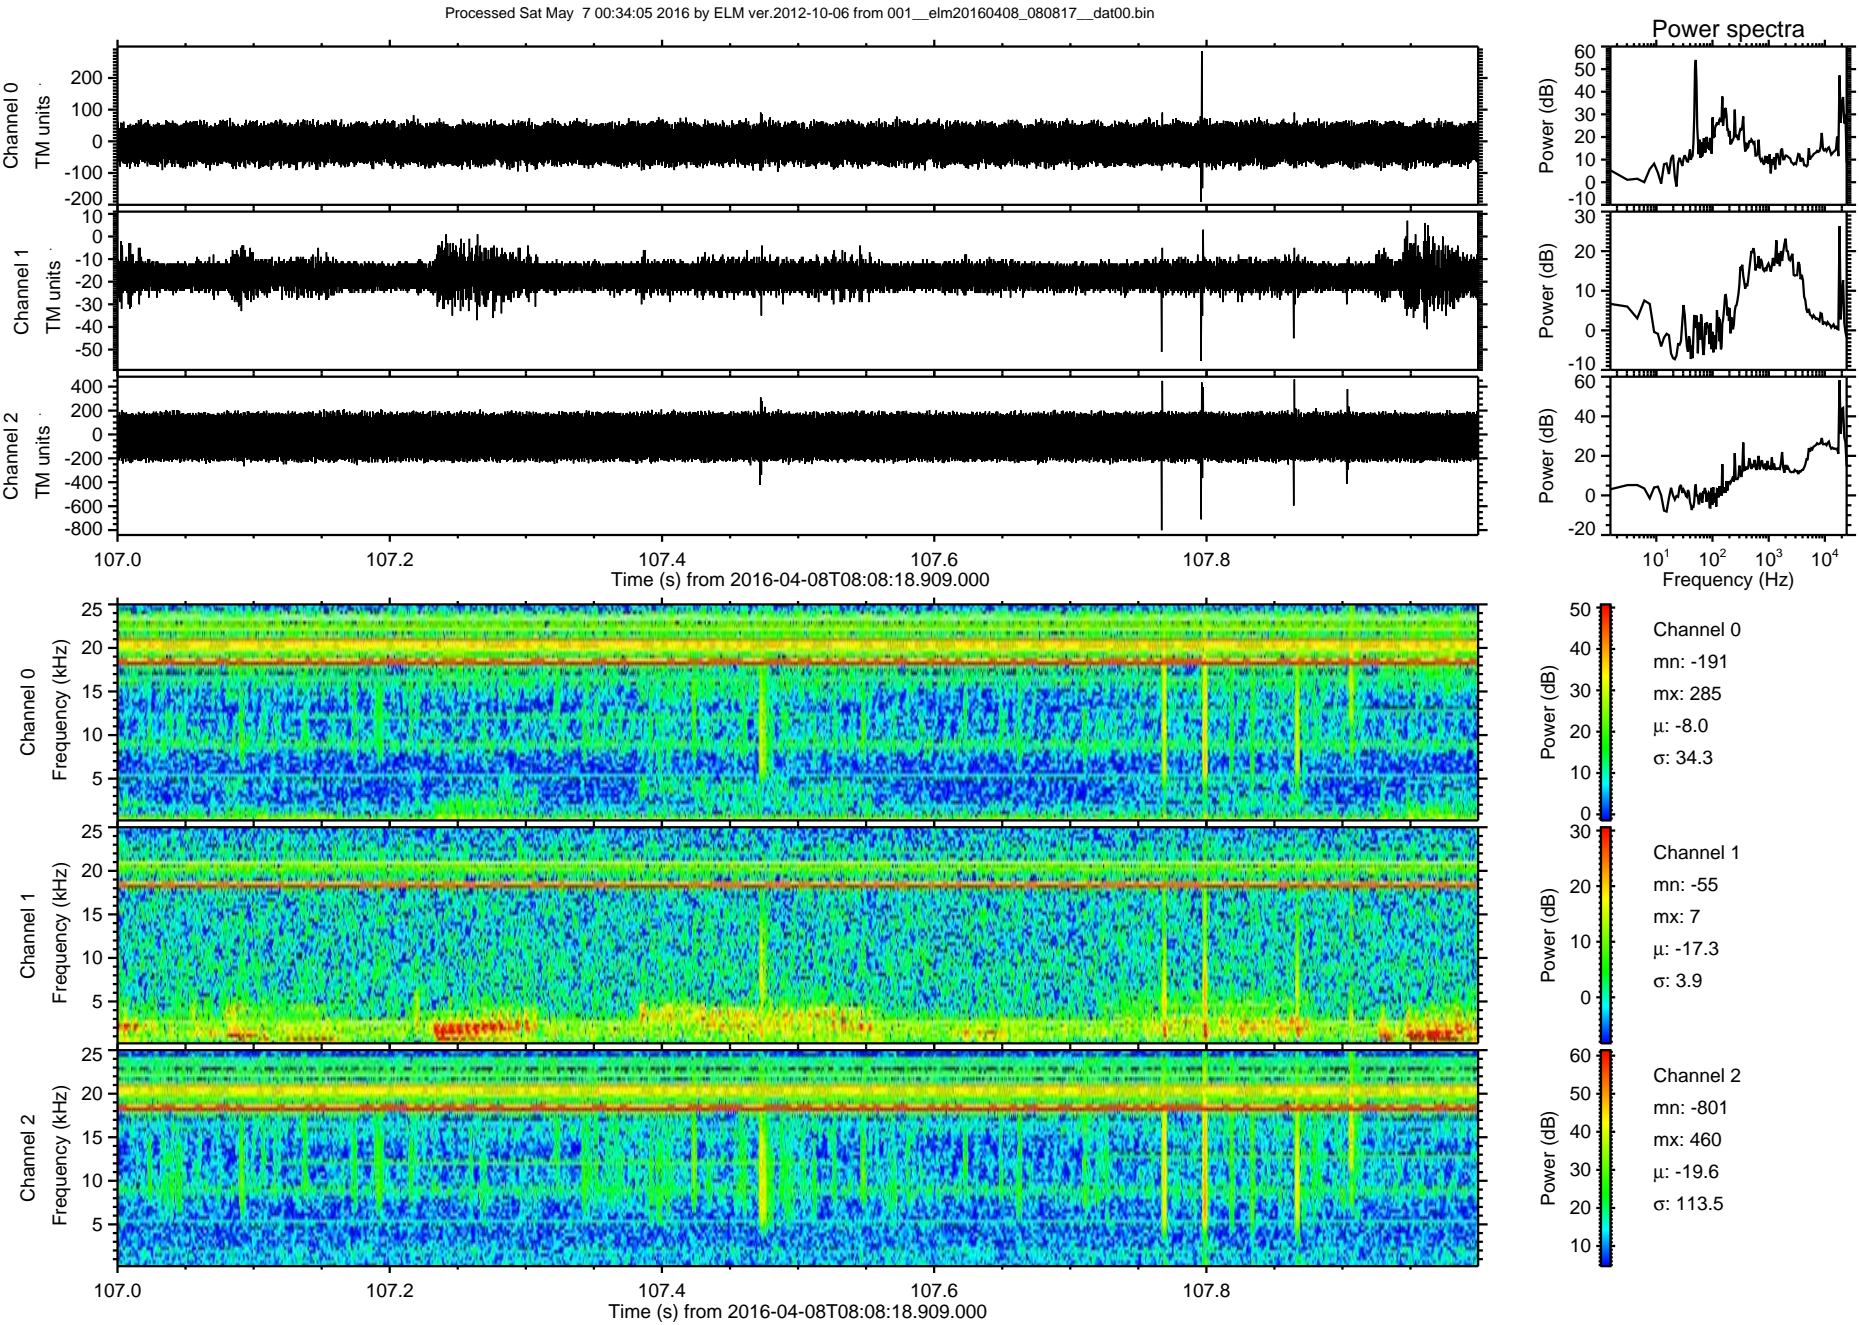 Processed Sat May  7 00:34:05 2016 by ELM ver.2012-10-06 from 001__elm20160408_080817__dat00.bin
Power spectra
Channel 0
TM units
200
100
0
-100
-200
Power (dB)
60
50
40
30
20
10
0
-10
Channel 1
TM units
10
0
-10
-20
-30
-40
-50
Power (dB)
30
20
10
0
-10
Channel 2
TM units
400
200
0
-200
-400
-600
-800
Power (dB)
60
40
20
0
-20
107.0 107.2 107.4 107.6 107.8
Time (s) from 2016-04-08T08:08:18.909.000
10^1 10^2 10^3 10^4
Frequency (Hz)
Channel 0
Frequency (kHz)
25
20
15
10
5
Power (dB)
50
40
30
20
10
0
Channel 0
mn: -191
mx: 285
μ: -8.0
σ: 34.3
Channel 1
Frequency (kHz)
25
20
15
10
5
Power (dB)
30
20
10
0
Channel 1
mn: -55
mx: 7
μ: -17.3
σ: 3.9
Channel 2
Frequency (kHz)
25
20
15
10
5
Power (dB)
60
50
40
30
20
10
Channel 2
mn: -801
mx: 460
μ: -19.6
σ: 113.5
107.0 107.2 107.4 107.6 107.8
Time (s) from 2016-04-08T08:08:18.909.000